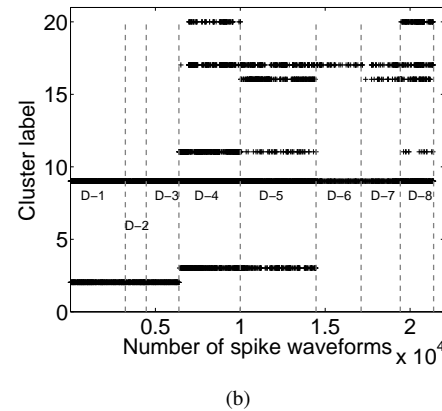 20
15
10
5
0
Cluster label
D-1
D-2
D-3
D-4
D-5
D-6
D-7
D-8
0.5 1 1.5 2
x 10^4
Number of spike waveforms
(b)